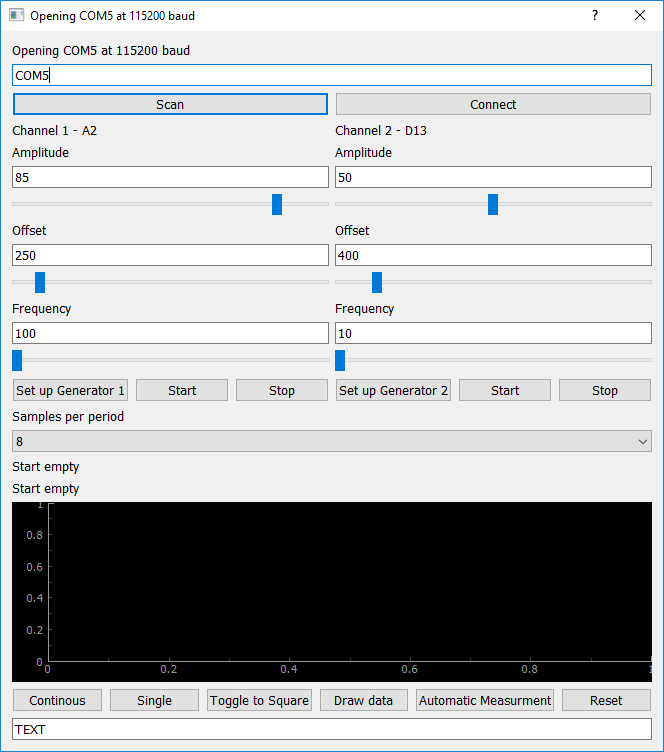 Opening COM5 at 115200 baud ?
Opening COM5 at 115200 baud
COM5
Scan Connect
Channel 1 - A2 Channel 2 - D13
Amplitude Amplitude
85 50
Offset Offset
250 400
Frequency Frequency
100 10
Set up Generator 1 Start Stop Set up Generator 2 Start Stop
Samples per period
8
Start empty
Start empty
1
0.8
0.6
0.4
0.2
0
0 0.2 0.4 0.6 0.8 1
Continous Single Toggle to Square Draw data Automatic Measurment Reset
TEXT